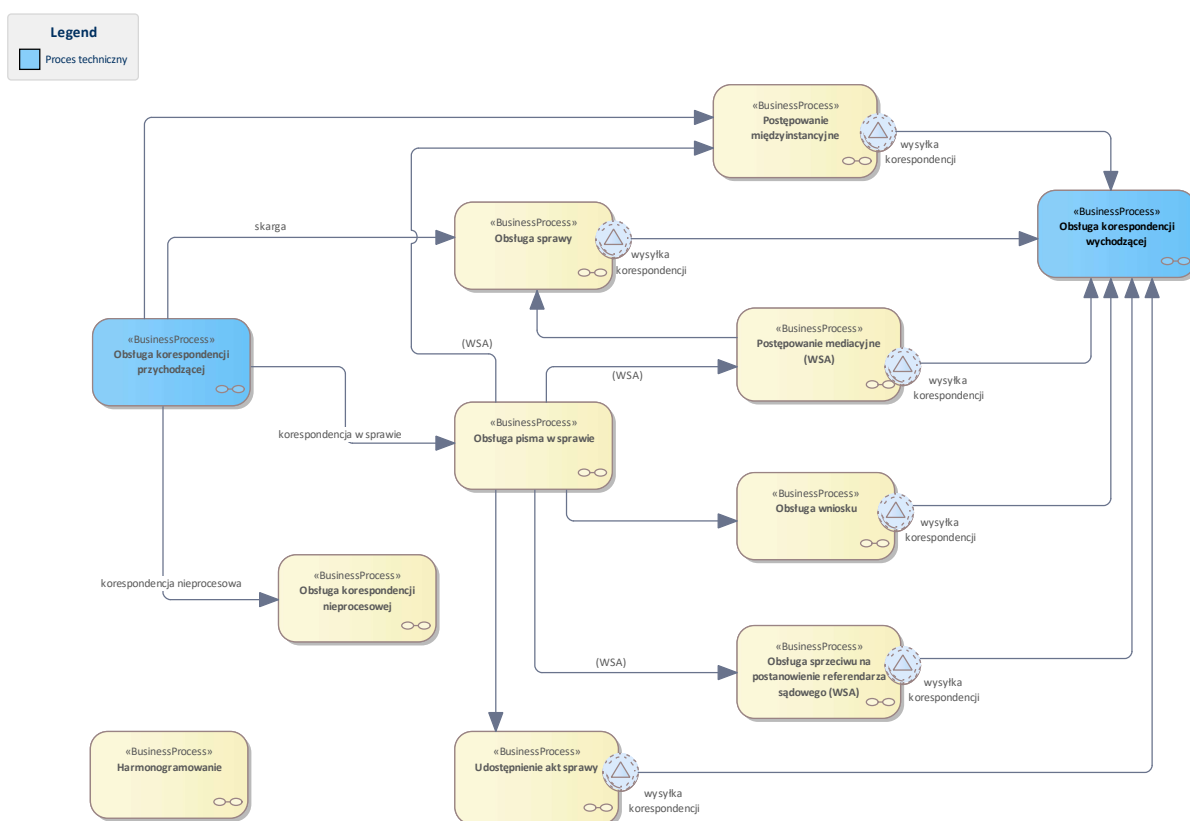 Legend
Proces techniczny
«BusinessProcess»
Postępowanie
międzyinstancyjne
wysyłka
korespondencji
«BusinessProcess»
Obsługa korespondencji
wychodzącej
skarga
«BusinessProcess»
Obsługa sprawy
wysyłka
korespondencji
«BusinessProcess»
Obsługa korespondencji
przychodzącej
(WSA)
«BusinessProcess»
Postępowanie mediacyjne
(WSA)
wysyłka
korespondencji
(WSA)
korespondencja w sprawie
«BusinessProcess»
Obsługa pisma w sprawie
«BusinessProcess»
Obsługa wniosku
wysyłka
korespondencji
korespondencja nieprocesowa
«BusinessProcess»
Obsługa korespondencji
nieprocesowej
(WSA)
«BusinessProcess»
Obsługa sprzeciwu na
postanowienie referendarza
sądowego (WSA)
wysyłka
korespondencji
«BusinessProcess»
Harmonogramowanie
«BusinessProcess»
Udostępnienie akt sprawy
wysyłka
korespondencji